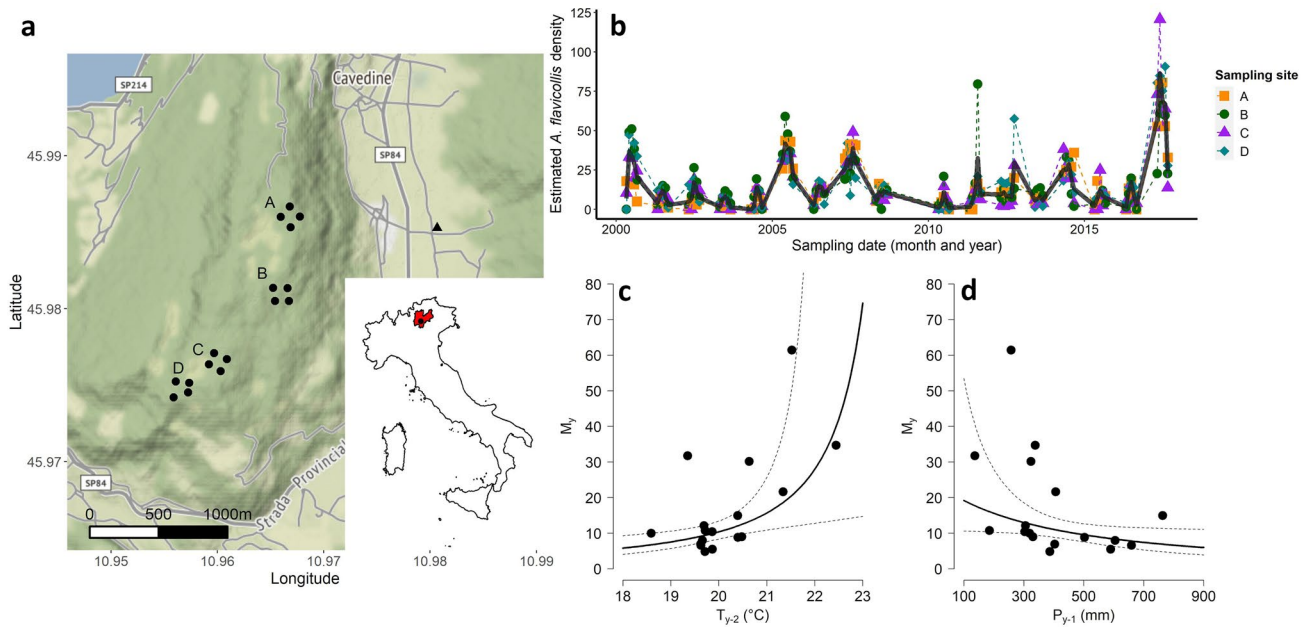 a
SP214
Cavedine
SP84
A
B
C
D
SP84
Strada Provincial
0 500 1000m
45.99
45.98
45.97
Latitude
10.95 10.96 10.97 10.98 10.99
Longitude
b
125
100
75
50
25
0
Estimated A. flavicollis density
2000 2005 2010 2015
Sampling date (month and year)
Sampling site
A
B
C
D
c
80
70
60
50
40
30
20
10
0
My
18 19 20 21 22 23
Ty-2 (°C)
d
80
70
60
50
40
30
20
10
0
My
100 300 500 700 900
Py-1 (mm)